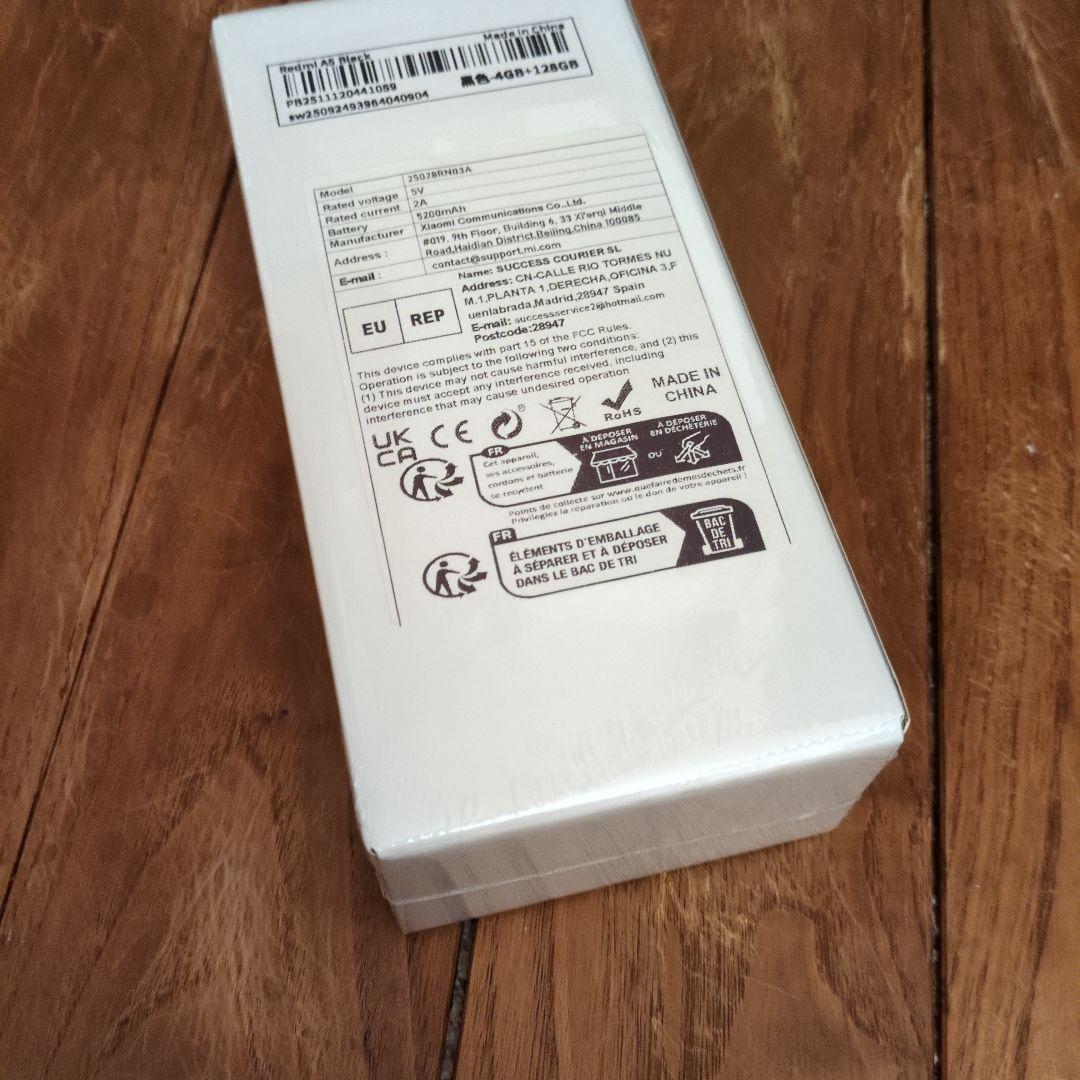 Redmi A5 Black Made in China
PB2511120441059 黑色-4GB+128GB
sw25092493964040904
Model 25028RN03A
Rated voltage 5V
Rated current 2A
Battery 5200mAh
Manufacturer Xiaomi Communications Co.,Ltd.
Address : #019, 9th Floor, Building 6, 33 Xi'erqi Middle
Road,Haidian District,Beijing,China 100085
E-mail : contact@support.mi.com
EU REP
Name: SUCCESS COURIER SL
Address: CN-CALLE RIO TORMES NU
M.1,PLANTA 1,DERECHA,OFICINA 3,F
uenlabrada,Madrid,28947 Spain
E-mail: successservice2@hotmail.com
Postcode:28947
This device complies with part 15 of the FCC Rules.
Operation is subject to the following two conditions:
(1) This device may not cause harmful interference, and (2) this
device must accept any interference received, including
interference that may cause undesired operation
UK
CA
CE
RoHS
MADE IN
CHINA
FR
Cet appareil,
ses accessoires,
cordons et batterie
se recyclent
À DÉPOSER
EN MAGASIN
OU
À DÉPOSER
EN DÉCHÈTERIE
Points de collecte sur www.quefairedemesdechets.fr
Privilégiez la réparation ou le don de votre appareil !
FR
ÉLÉMENTS D'EMBALLAGE
À SÉPARER ET À DÉPOSER
DANS LE BAC DE TRI
BAC
DE
TRI